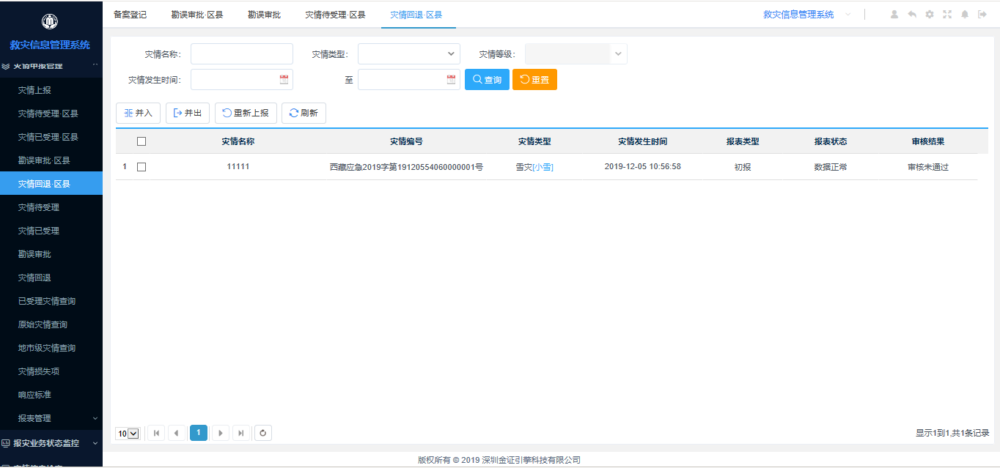 救灾信息管理系统
灾情申报管理
灾情上报
灾情待受理·区县
灾情已受理·区县
勘误审批·区县
灾情回退·区县
灾情待受理
灾情已受理
勘误审批
灾情回退
已受理灾情查询
原始灾情查询
地市级灾情查询
灾情损失项
响应标准
报表管理
报灾业务状态监控
备案登记 勘误审批·区县 勘误审批 灾情待受理·区县 灾情回退·区县 救灾信息管理系统
灾情名称： 灾情类型： 灾情等级：
灾情发生时间： 至 查询 重置
并入 并出 重新上报 刷新
灾情名称 灾情编号 灾情类型 灾情发生时间 报表类型 报表状态 审核结果
1 11111 西藏应急2019字第19120554060000001号 雪灾[小雪] 2019-12-05 10:56:58 初报 数据正常 审核未通过
10 1 显示1到1,共1条记录
版权所有 © 2019 深圳金证引擎科技有限公司